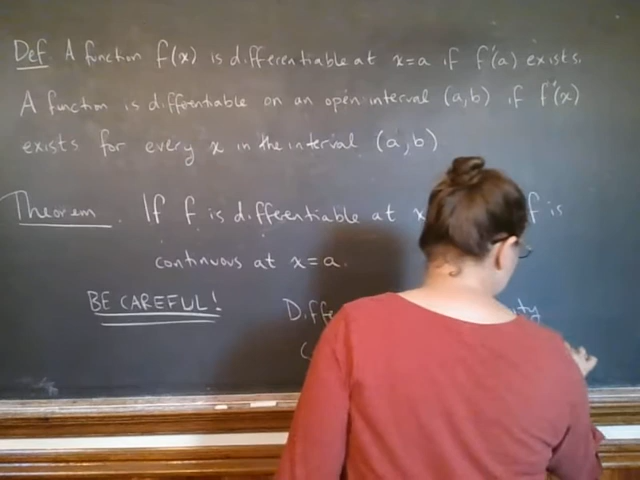 Def. A function f(x) is differentiable at x=a if f'(a) exists.
A function is differentiable on an open interval (a,b) if f'(x)
exists for every x in the interval (a,b)
Theorem. If f is differentiable at x f is
continuous at x=a.
BE CAREFUL!